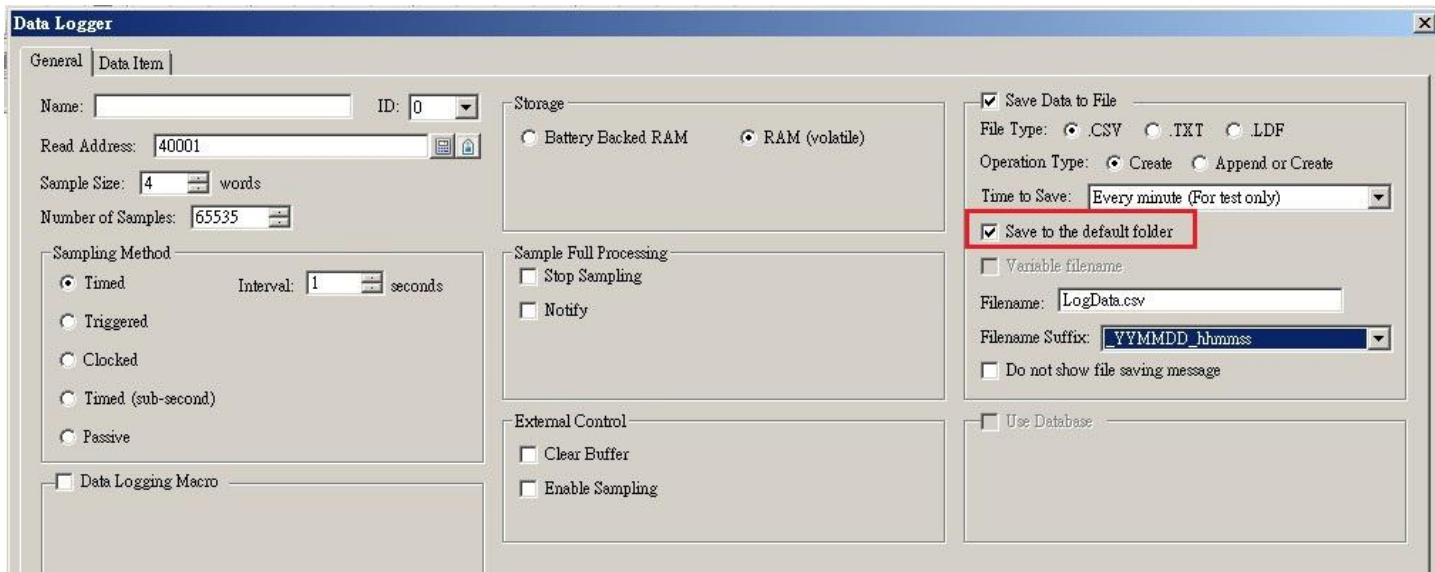 Data Logger
General Data Item
Name: ID: 0
Read Address: 40001
Sample Size: 4 words
Number of Samples: 65535
Sampling Method
Timed Interval: 1 seconds
Triggered
Clocked
Timed (sub-second)
Passive
Data Logging Macro
Storage
Battery Backed RAM RAM (volatile)
Sample Full Processing
Stop Sampling
Notify
External Control
Clear Buffer
Enable Sampling
Save Data to File
File Type: .CSV .TXT .LDF
Operation Type: Create Append or Create
Time to Save: Every minute (For test only)
Save to the default folder
Variable filename
Filename: LogData.csv
Filename Suffix: _YYMMDD_hhmmss
Do not show file saving message
Use Database